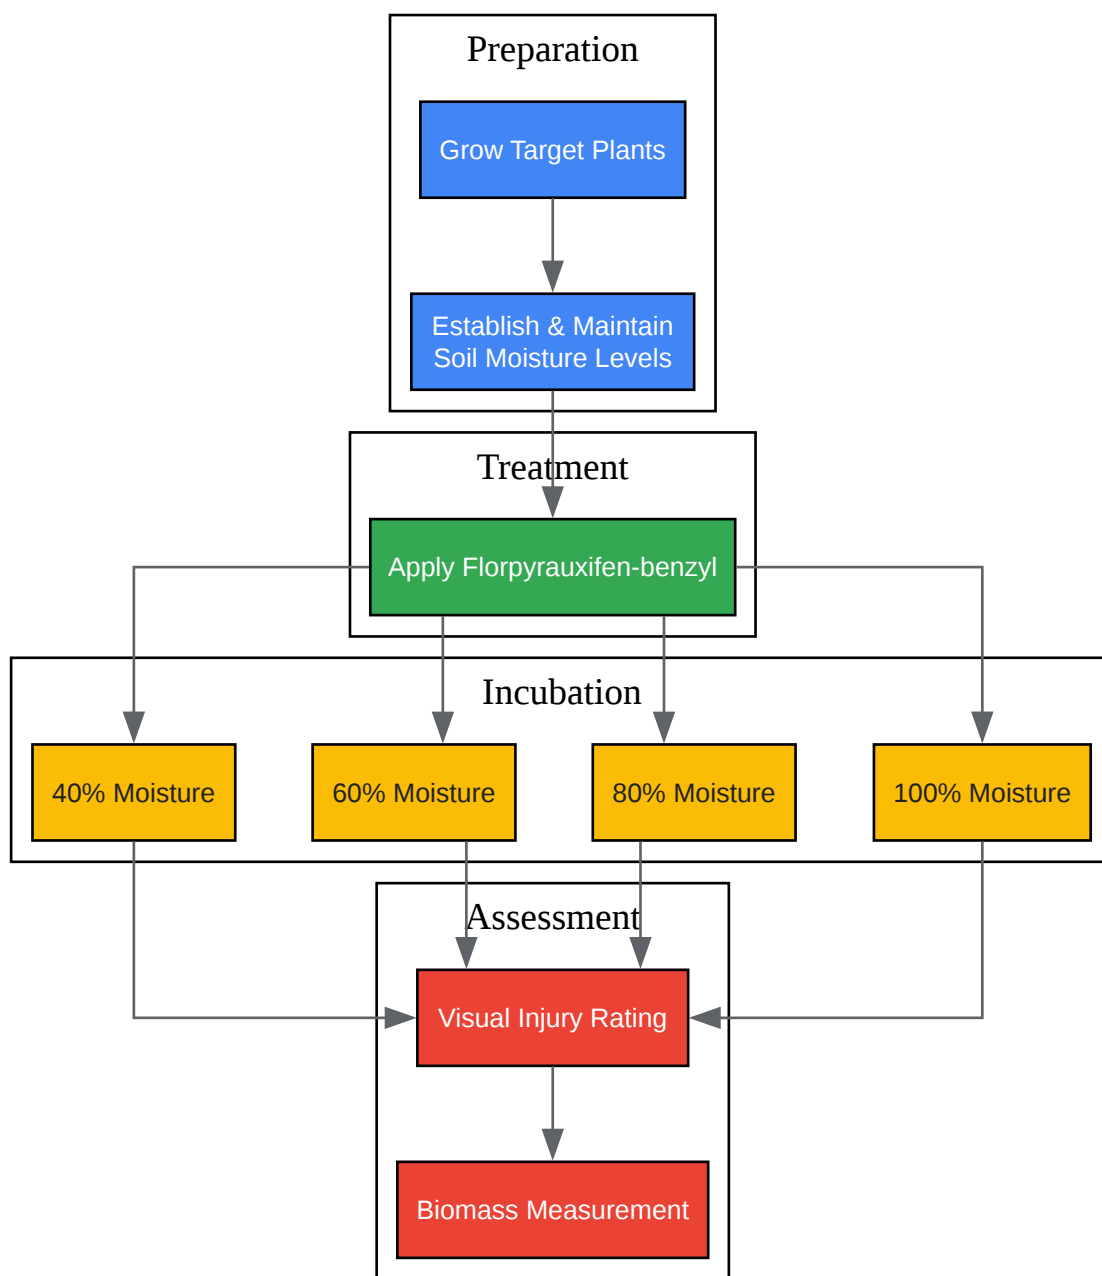 Preparation
Grow Target Plants
Establish & Maintain
Soil Moisture Levels
Treatment
Apply Florpyrauxifen-benzyl
Incubation
40% Moisture
60% Moisture
80% Moisture
100% Moisture
Assessment
Visual Injury Rating
Biomass Measurement